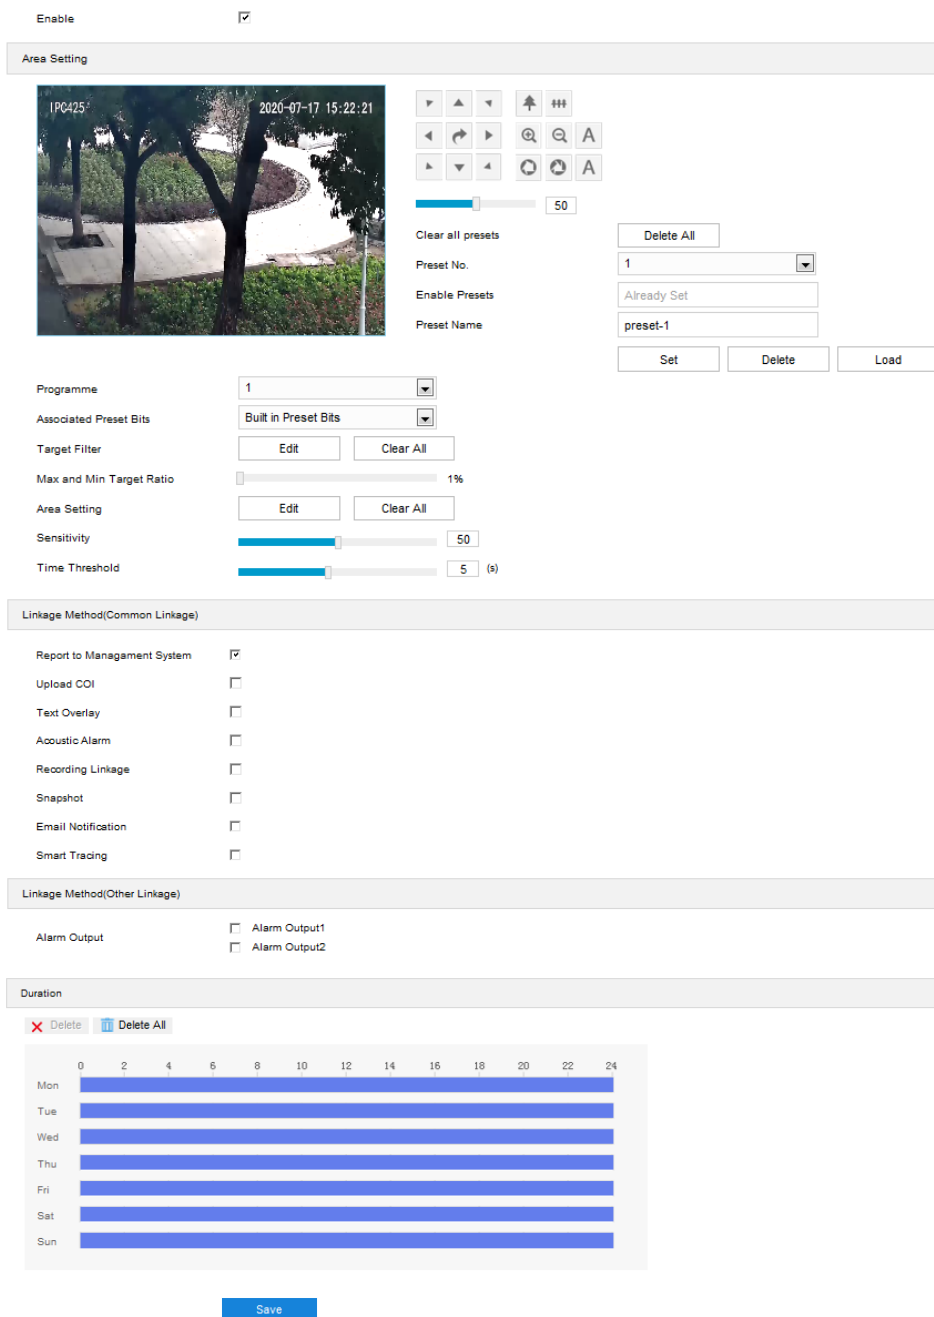 Enable
Area Setting
IPC425
2020-07-17 15:22:21
A
A
50
Clear all presets
Delete All
Preset No.
1
Enable Presets
Already Set
Preset Name
preset-1
Set
Delete
Load
Programme
1
Associated Preset Bits
Built in Preset Bits
Target Filter
Edit
Clear All
Max and Min Target Ratio
1%
Area Setting
Edit
Clear All
Sensitivity
50
Time Threshold
5
(s)
Linkage Method(Common Linkage)
Report to Managament System
Upload COI
Text Overlay
Acoustic Alarm
Recording Linkage
Snapshot
Email Notification
Smart Tracing
Linkage Method(Other Linkage)
Alarm Output
Alarm Output1
Alarm Output2
Duration
Delete
Delete All
0 2 4 6 8 10 12 14 16 18 20 22 24
Mon
Tue
Wed
Thu
Fri
Sat
Sun
Save